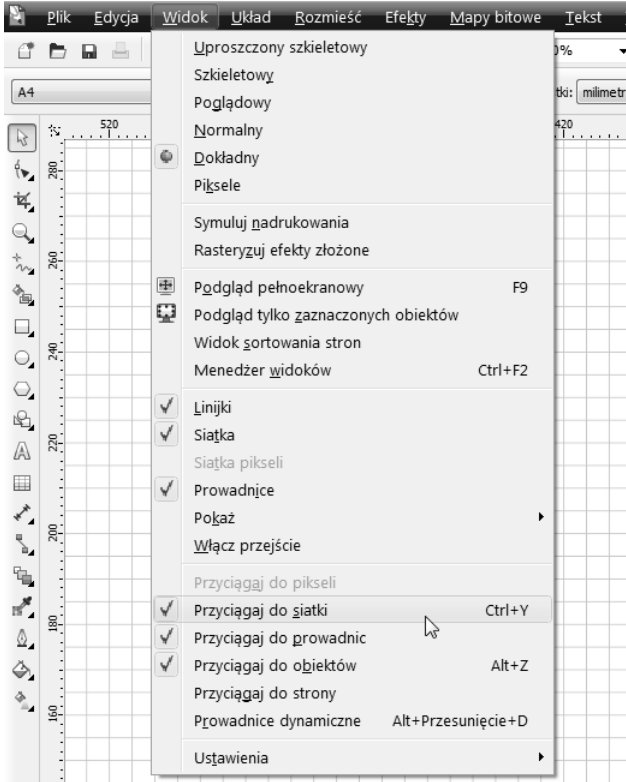 Plik Edycja Widok Układ Rozmieść Efekty Mapy bitowe Tekst
0%
A4
tki: milimetr
520
420
280
260
240
220
200
180
160
Uproszczony szkieletowy
Szkieletowy
Poglądowy
Normalny
Dokładny
Piksele
Symuluj nadrukowania
Rasteryzuj efekty złożone
Podgląd pełnoekranowy F9
Podgląd tylko zaznaczonych obiektów
Widok sortowania stron
Menedżer widoków Ctrl+F2
Linijki
Siatka
Siatka pikseli
Prowadnice
Pokaż
Włącz przejście
Przyciągaj do pikseli
Przyciągaj do siatki Ctrl+Y
Przyciągaj do prowadnic
Przyciągaj do obiektów Alt+Z
Przyciągaj do strony
Prowadnice dynamiczne Alt+Przesunięcie+D
Ustawienia